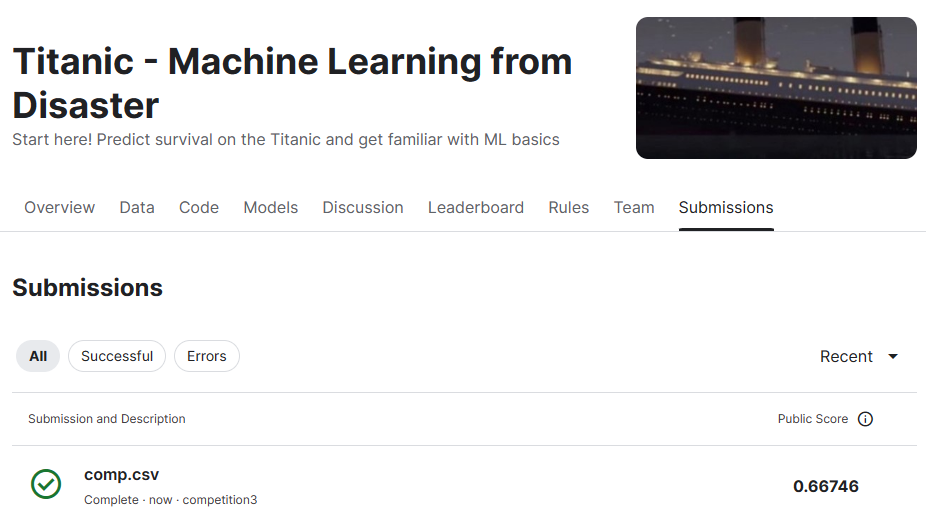 Titanic - Machine Learning from
Disaster
Start here! Predict survival on the Titanic and get familiar with ML basics
Overview Data Code Models Discussion Leaderboard Rules Team Submissions
Submissions
All Successful Errors Recent
Submission and Description Public Score
comp.csv
Complete · now · competition3
0.66746